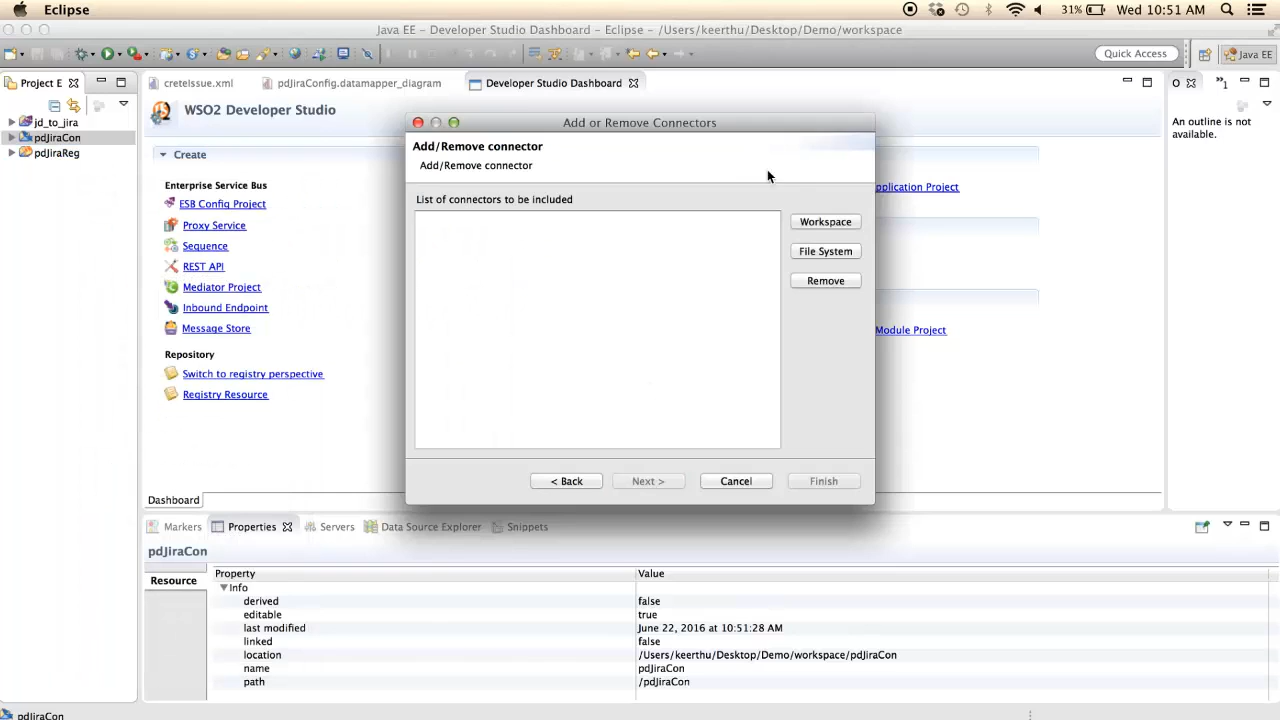 Eclipse
31%
Wed 10:51 AM
Java EE – Developer Studio Dashboard – Eclipse – /Users/keerthu/Desktop/Demo/workspace
Quick Access
Java EE
Project E
creteIssue.xml
pdJiraConfig.datamapper_diagram
Developer Studio Dashboard
O
»1
jd_to_jira
pdJiraCon
pdJiraReg
WSO2 Developer Studio
An outline is not
available.
Create
Enterprise Service Bus
ESB Config Project
Proxy Service
Sequence
REST API
Mediator Project
Inbound Endpoint
Message Store
Repository
Switch to registry perspective
Registry Resource
pplication Project
Module Project
Add or Remove Connectors
Add/Remove connector
Add/Remove connector
List of connectors to be included
Workspace
File System
Remove
< Back
Next >
Cancel
Finish
Dashboard
Markers
Properties
Servers
Data Source Explorer
Snippets
pdJiraCon
Resource
Property
Value
Info
derived
false
editable
true
last modified
June 22, 2016 at 10:51:28 AM
linked
false
location
/Users/keerthu/Desktop/Demo/workspace/pdJiraCon
name
pdJiraCon
path
/pdJiraCon
pdJiraCon